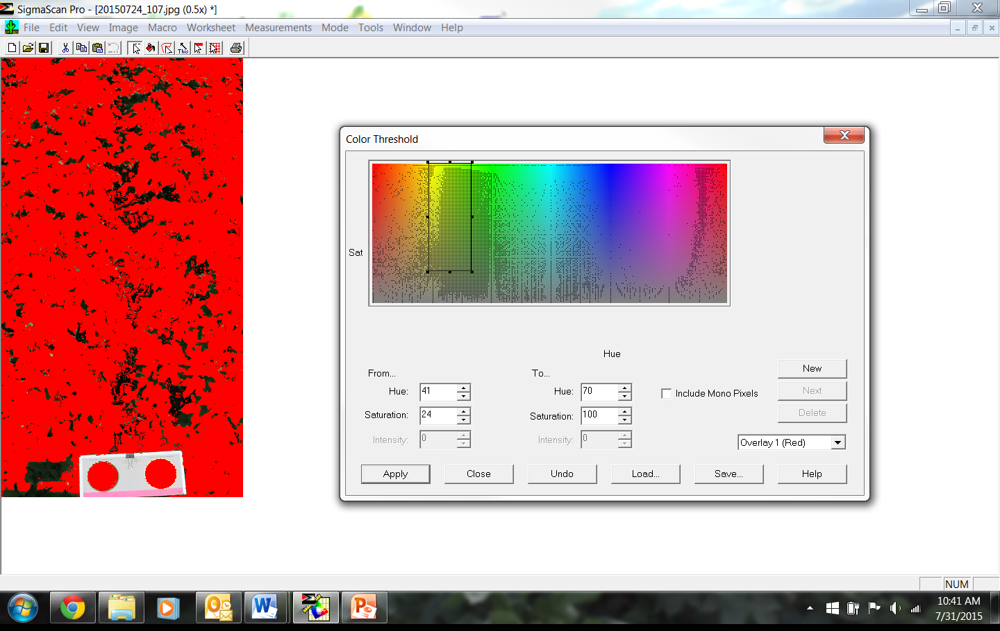 SigmaScan Pro - [20150724_107.jpg (0.5x) *]
File Edit View Image Macro Worksheet Measurements Mode Tools Window Help
This
Color Threshold
Sat
Hue
From...
To...
Hue: 41
Hue: 70
Include Mono Pixels
Saturation: 24
Saturation: 100
Intensity: 0
Intensity: 0
New
Next
Delete
Overlay 1 (Red)
Apply Close Undo Load... Save... Help
NUM
10:41 AM
7/31/2015